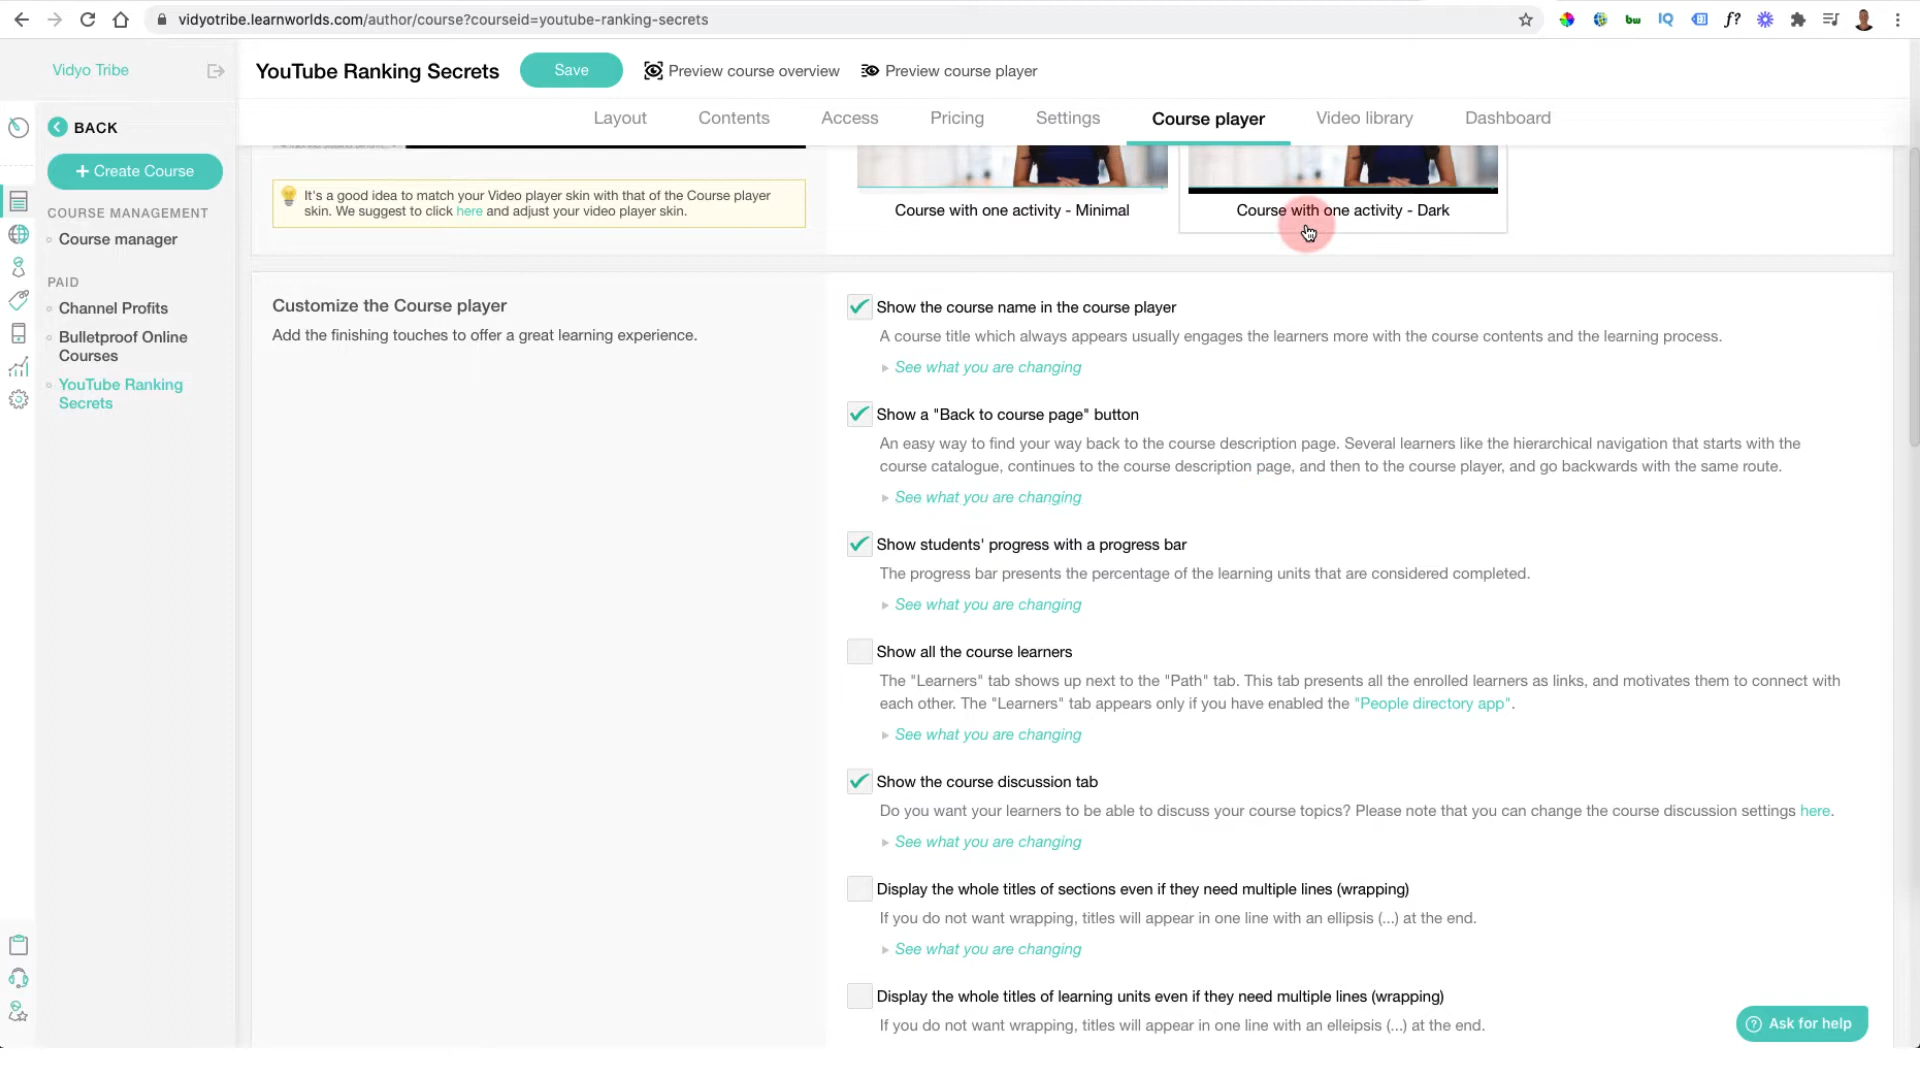 vidyotribe.learnworlds.com/author/course?courseid=youtube-ranking-secrets
Vidyo Tribe
YouTube Ranking Secrets
Save
Preview course overview
Preview course player
BACK
Layout
Contents
Access
Pricing
Settings
Course player
Video library
Dashboard
+ Create Course
COURSE MANAGEMENT
Course manager
PAID
Channel Profits
Bulletproof Online
Courses
YouTube Ranking
Secrets
It's a good idea to match your Video player skin with that of the Course player
skin. We suggest to click here and adjust your video player skin.
Course with one activity - Minimal
Course with one activity - Dark
Customize the Course player
Add the finishing touches to offer a great learning experience.
Show the course name in the course player
A course title which always appears usually engages the learners more with the course contents and the learning process.
See what you are changing
Show a "Back to course page" button
An easy way to find your way back to the course description page. Several learners like the hierarchical navigation that starts with the
course catalogue, continues to the course description page, and then to the course player, and go backwards with the same route.
See what you are changing
Show students' progress with a progress bar
The progress bar presents the percentage of the learning units that are considered completed.
See what you are changing
Show all the course learners
The "Learners" tab shows up next to the "Path" tab. This tab presents all the enrolled learners as links, and motivates them to connect with
each other. The "Learners" tab appears only if you have enabled the "People directory app".
See what you are changing
Show the course discussion tab
Do you want your learners to be able to discuss your course topics? Please note that you can change the course discussion settings here.
See what you are changing
Display the whole titles of sections even if they need multiple lines (wrapping)
If you do not want wrapping, titles will appear in one line with an ellipsis (...) at the end.
See what you are changing
Display the whole titles of learning units even if they need multiple lines (wrapping)
If you do not want wrapping, titles will appear in one line with an elleipsis (...) at the end.
Ask for help